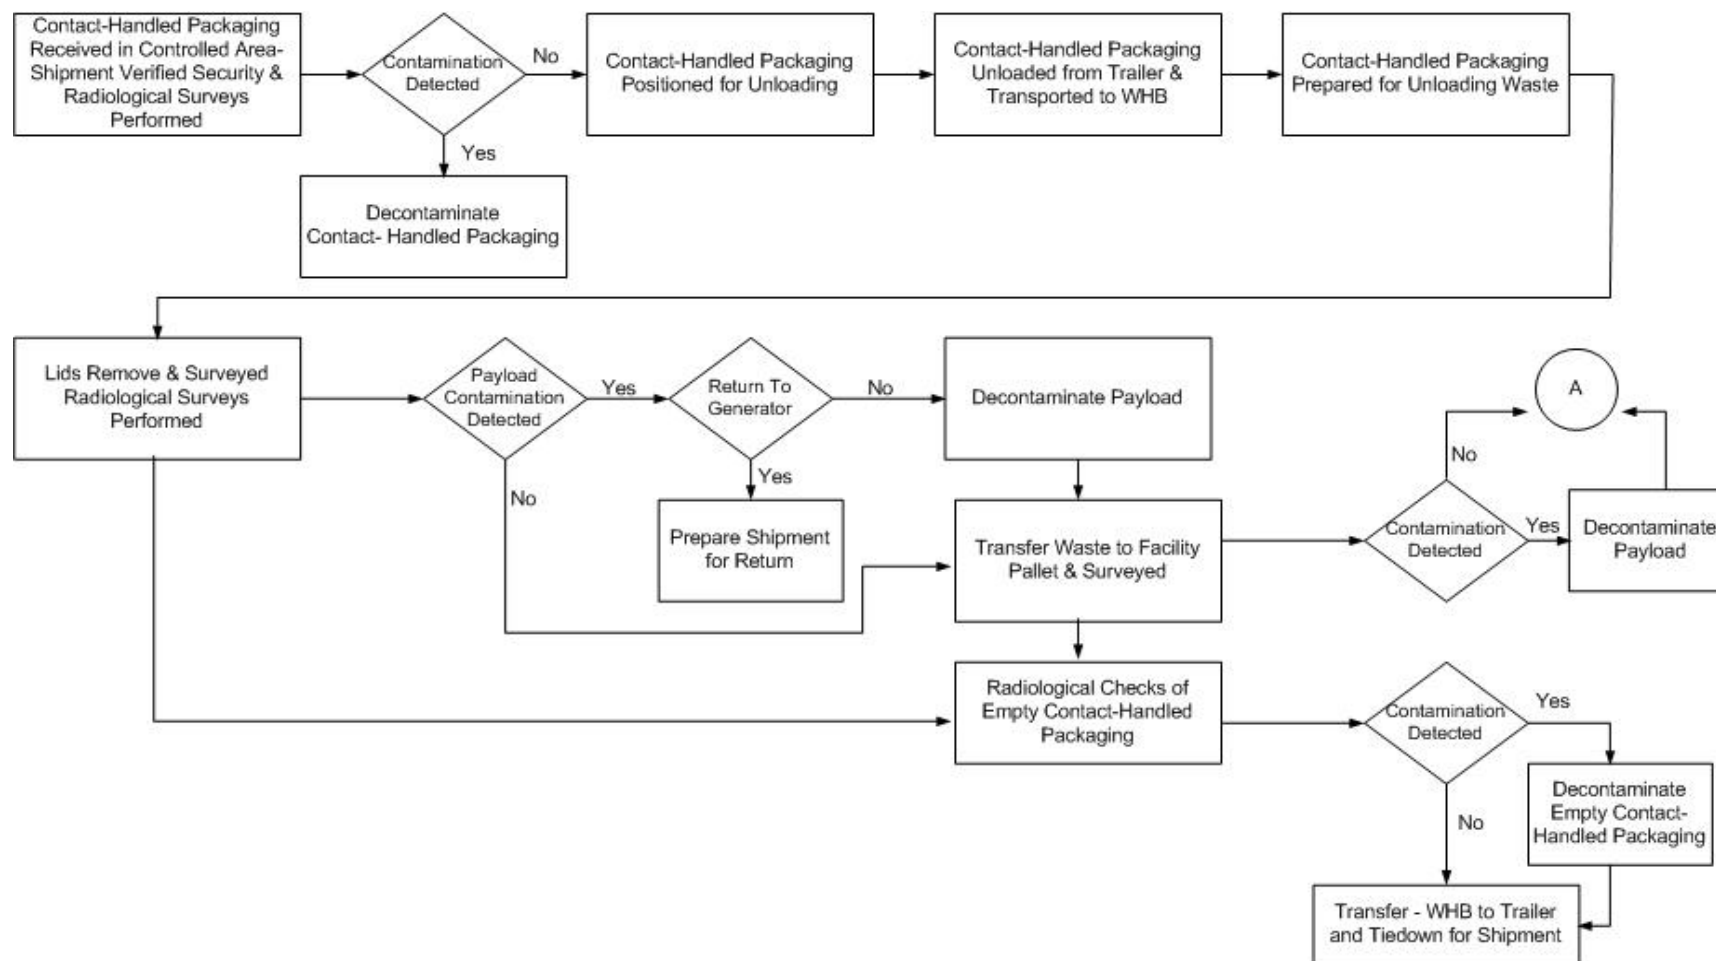 Contact-Handled Packaging
Received in Controlled Area-
Shipment Verified Security &
Radiological Surveys
Performed
Contamination
Detected
No
Yes
Decontaminate
Contact- Handled Packaging
Contact-Handled Packaging
Positioned for Unloading
Contact-Handled Packaging
Unloaded from Trailer &
Transported to WHB
Contact-Handled Packaging
Prepared for Unloading Waste
Lids Remove & Surveyed
Radiological Surveys
Performed
Payload
Contamination
Detected
Yes
No
Return To
Generator
No
Yes
Prepare Shipment
for Return
Decontaminate Payload
Transfer Waste to Facility
Pallet & Surveyed
Contamination
Detected
No
Yes
A
Decontaminate
Payload
Radiological Checks of
Empty Contact-Handled
Packaging
Contamination
Detected
Yes
No
Decontaminate
Empty Contact-
Handled Packaging
Transfer - WHB to Trailer
and Tiedown for Shipment